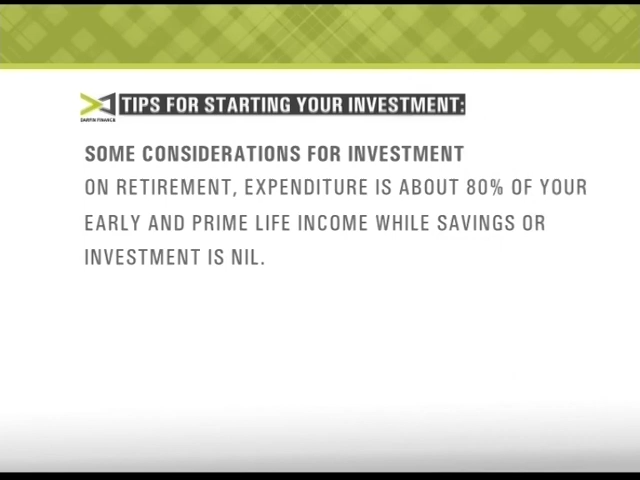 TIPS FOR STARTING YOUR INVESTMENT:
SOME CONSIDERATIONS FOR INVESTMENT
ON RETIREMENT, EXPENDITURE IS ABOUT 80% OF YOUR
EARLY AND PRIME LIFE INCOME WHILE SAVINGS OR
INVESTMENT IS NIL.